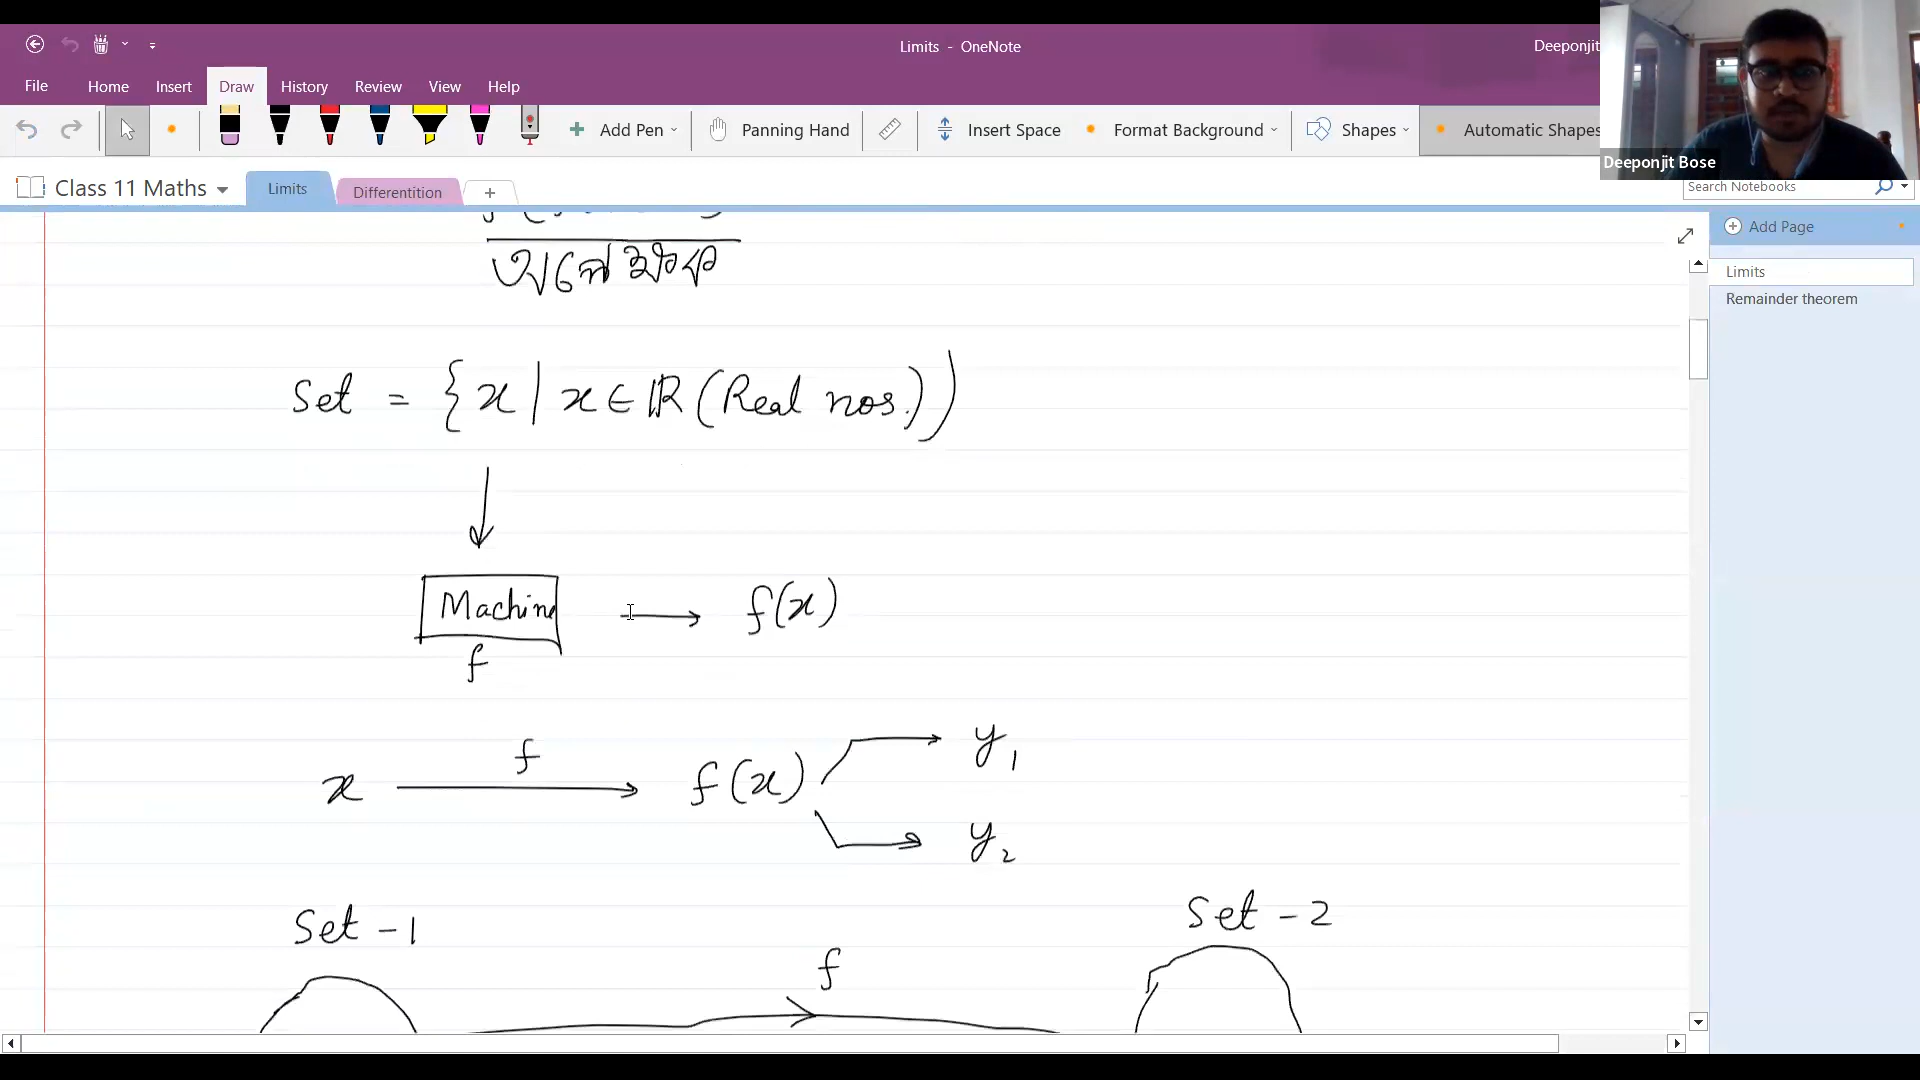 Limits - OneNote
Deeponjit
File Home Insert Draw History Review View Help
Add Pen Panning Hand Insert Space Format Background Shapes Automatic Shapes
Deeponjit Bose
Class 11 Maths Limits Differentition +
Search Notebooks
Add Page
Limits
Remainder theorem
অপেক্ষক
Set = {x | x ∈ ℝ (Real nos.))
Machine → f(x)
f
f
x → f(x) → y₁
→ y₂
Set - 1 Set - 2
f